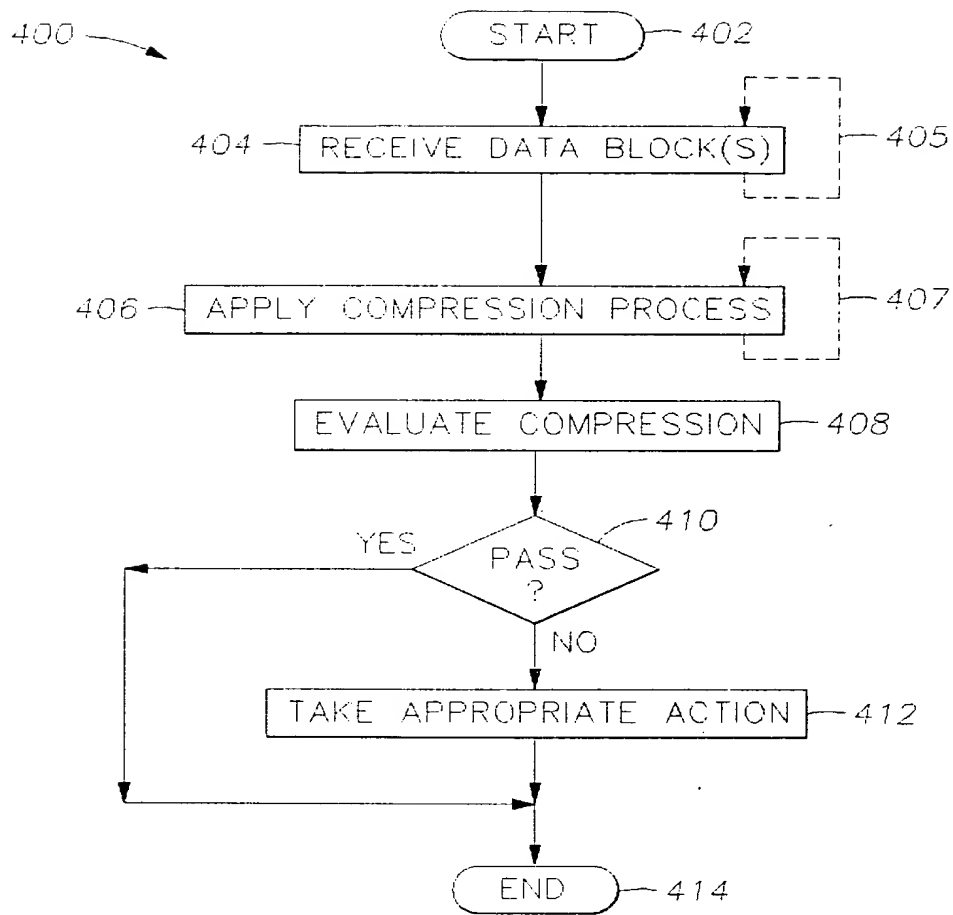 400
START 402
404 RECEIVE DATA BLOCK(S) 405
406 APPLY COMPRESSION PROCESS 407
EVALUATE COMPRESSION 408
410
YES PASS
?
NO
TAKE APPROPRIATE ACTION 412
END 414